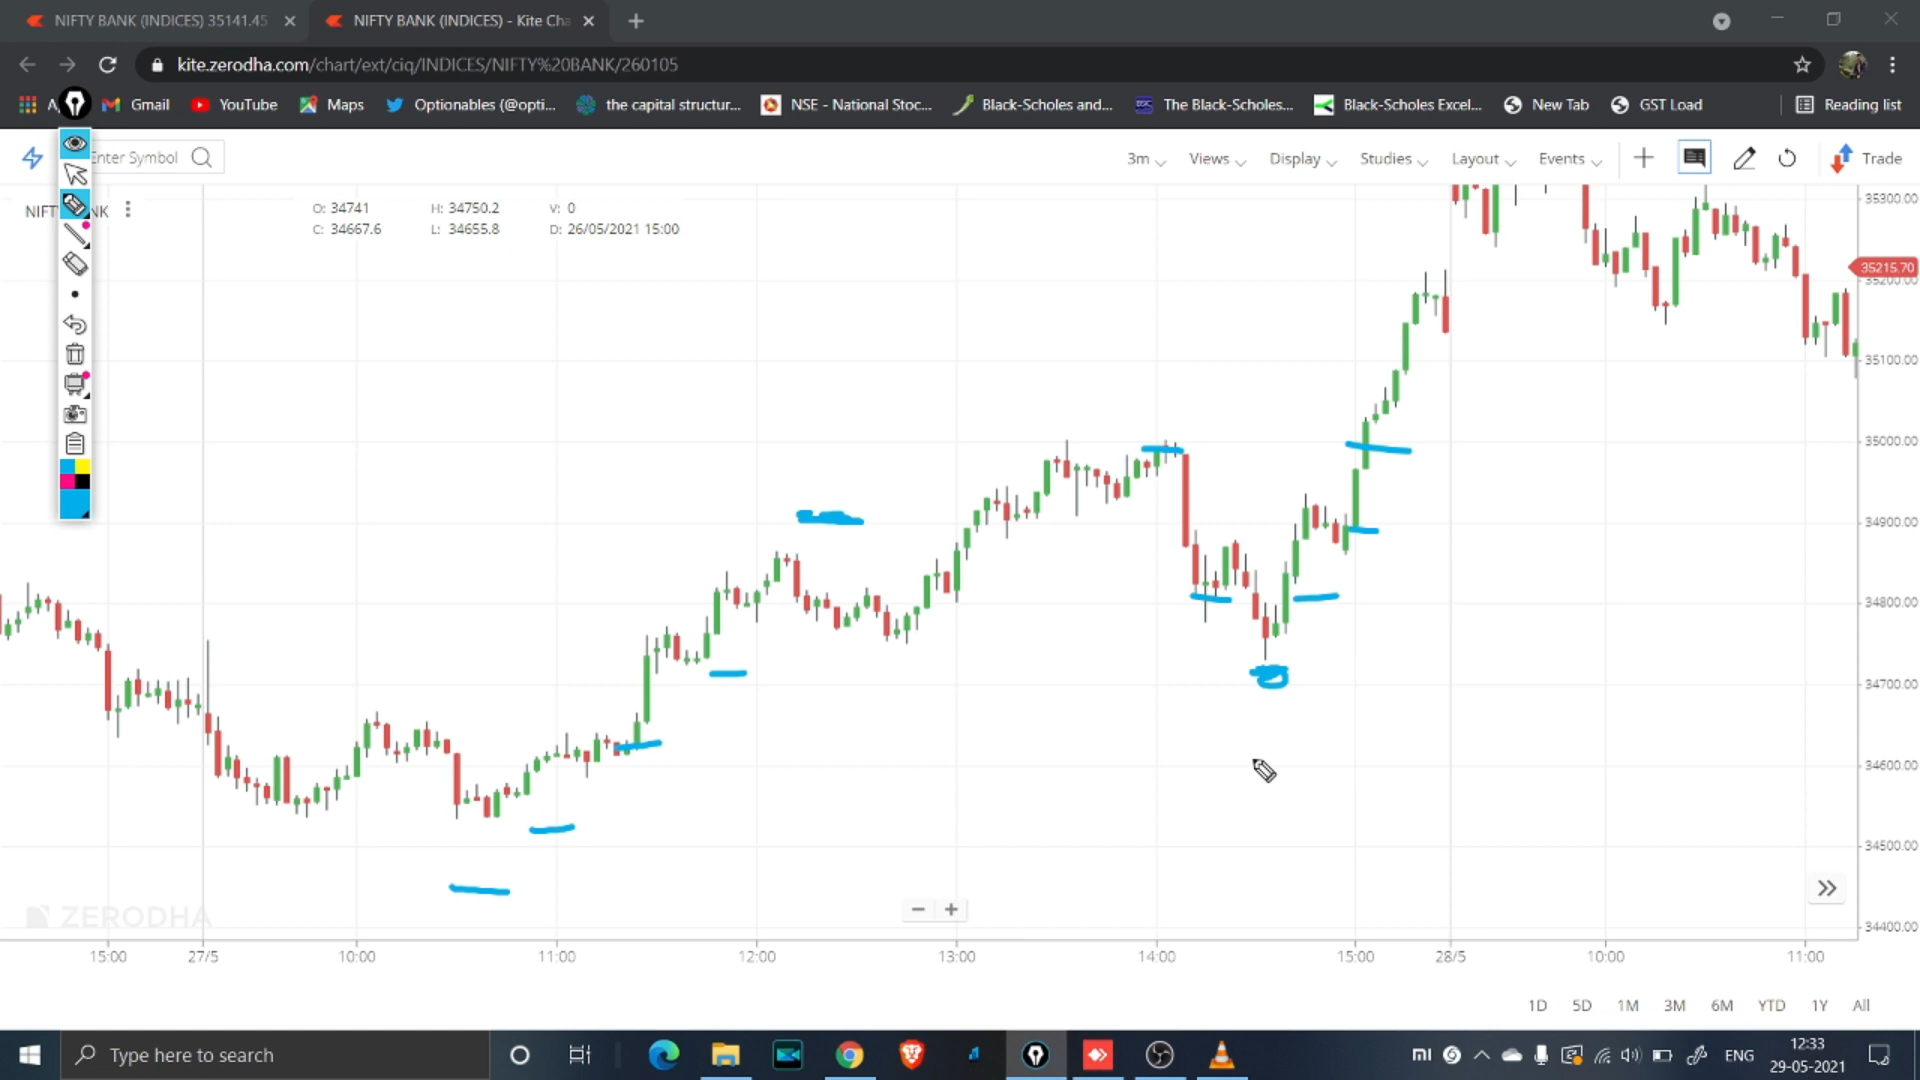 NIFTY BANK (INDICES) 35141.45
NIFTY BANK (INDICES) - Kite Cha
kite.zerodha.com/chart/ext/ciq/INDICES/NIFTY%20BANK/260105
A
Gmail
YouTube
Maps
Optionables (@opti...
the capital structur...
NSE - National Stoc...
Black-Scholes and...
The Black-Scholes...
Black-Scholes Excel...
New Tab
GST Load
Reading list
Enter Symbol
3m
Views
Display
Studies
Layout
Events
Trade
NIFT NK
O: 34741 H: 34750.2 V: 0
C: 34667.6 L: 34655.8 D: 26/05/2021 15:00
35300.00
35215.70
35200.00
35100.00
35000.00
34900.00
34800.00
34700.00
34600.00
34500.00
34400.00
ZERODHA
15:00 27/5 10:00 11:00 12:00 13:00 14:00 15:00 28/5 10:00 11:00
1D 5D 1M 3M 6M YTD 1Y All
Type here to search
mi
ENG
12:33
29-05-2021